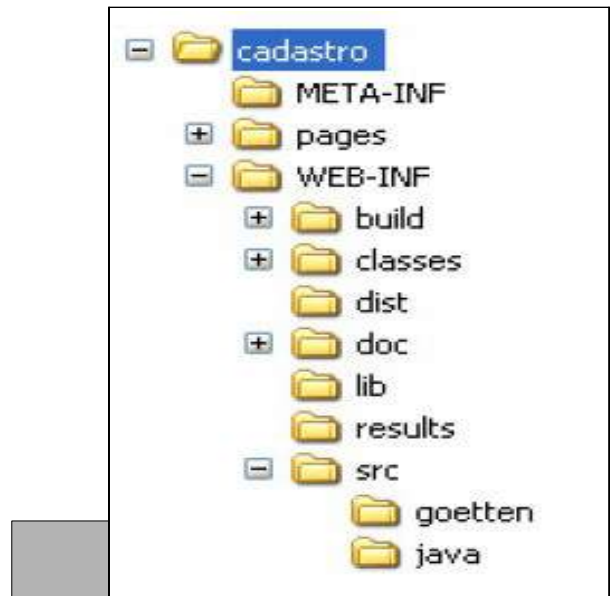 cadastro
META-INF
pages
WEB-INF
build
classes
dist
doc
lib
results
src
goetten
java